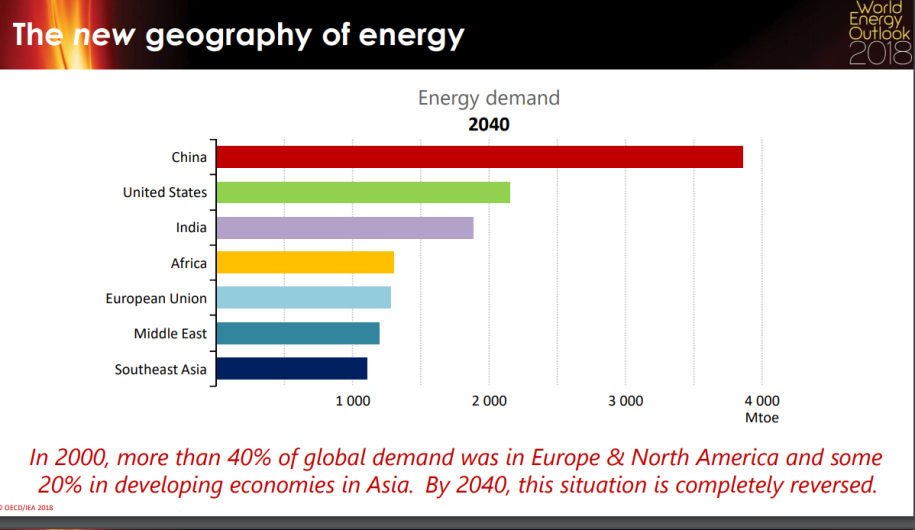 The new geography of energy
World
Energy
Outlook
2018
Energy demand
2040
China
United States
India
Africa
European Union
Middle East
Southeast Asia
1 000
2 000
3 000
4 000
Mtoe
In 2000, more than 40% of global demand was in Europe & North America and some
20% in developing economies in Asia. By 2040, this situation is completely reversed.
OECD/IEA 2018